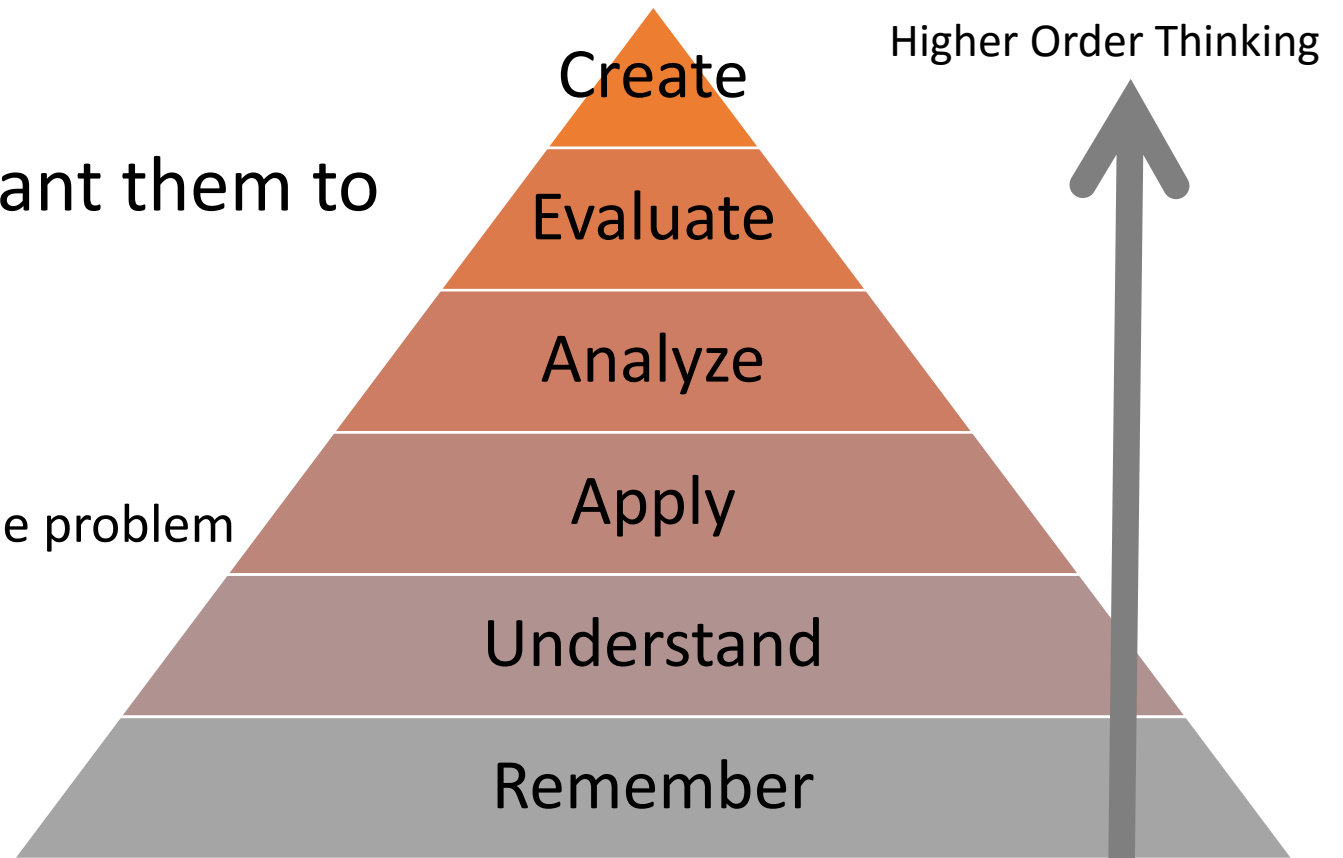 Higher Order Thinking
Create
ant them to
Evaluate
Analyze
Apply
e problem
Understand
Remember